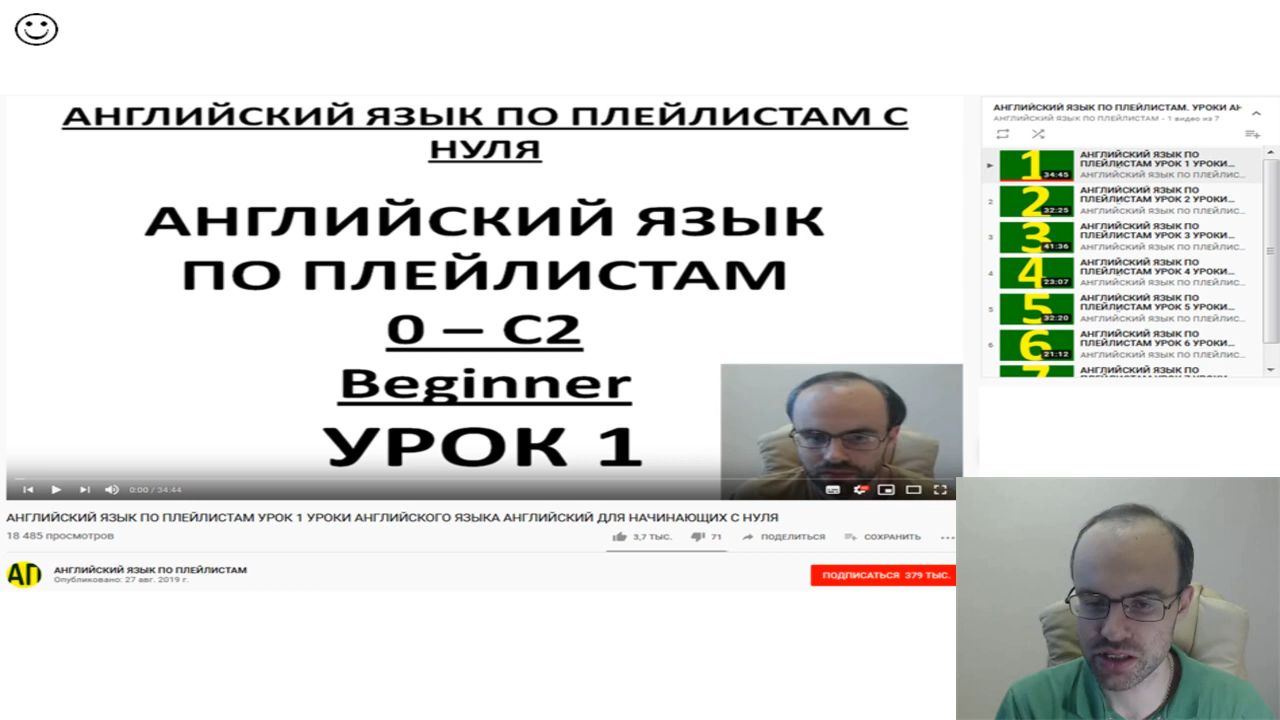 АНГЛИЙСКИЙ ЯЗЫК ПО ПЛЕЙЛИСТАМ С
НУЛЯ
АНГЛИЙСКИЙ ЯЗЫК
ПО ПЛЕЙЛИСТАМ
0 – C2
Beginner
УРОК 1
0:00 / 34:44
АНГЛИЙСКИЙ ЯЗЫК ПО ПЛЕЙЛИСТАМ УРОК 1 УРОКИ АНГЛИЙСКОГО ЯЗЫКА АНГЛИЙСКИЙ ДЛЯ НАЧИНАЮЩИХ С НУЛЯ
18 485 просмотров
3,7 ТЫС. 71 ПОДЕЛИТЬСЯ СОХРАНИТЬ
АП
АНГЛИЙСКИЙ ЯЗЫК ПО ПЛЕЙЛИСТАМ
Опубликовано: 27 авг. 2019 г.
ПОДПИСАТЬСЯ 379 ТЫС.
АНГЛИЙСКИЙ ЯЗЫК ПО ПЛЕЙЛИСТАМ. УРОКИ АН
АНГЛИЙСКИЙ ЯЗЫК ПО ПЛЕЙЛИСТАМ - 1 видео из 7
1
34:45
АНГЛИЙСКИЙ ЯЗЫК ПО
ПЛЕЙЛИСТАМ УРОК 1 УРОКИ...
АНГЛИЙСКИЙ ЯЗЫК ПО ПЛЕЙЛИС...
2
2
32:25
АНГЛИЙСКИЙ ЯЗЫК ПО
ПЛЕЙЛИСТАМ УРОК 2 УРОКИ...
АНГЛИЙСКИЙ ЯЗЫК ПО ПЛЕЙЛИС...
3
3
41:36
АНГЛИЙСКИЙ ЯЗЫК ПО
ПЛЕЙЛИСТАМ УРОК 3 УРОКИ...
АНГЛИЙСКИЙ ЯЗЫК ПО ПЛЕЙЛИС...
4
4
23:07
АНГЛИЙСКИЙ ЯЗЫК ПО
ПЛЕЙЛИСТАМ УРОК 4 УРОКИ...
АНГЛИЙСКИЙ ЯЗЫК ПО ПЛЕЙЛИС...
5
5
32:20
АНГЛИЙСКИЙ ЯЗЫК ПО
ПЛЕЙЛИСТАМ УРОК 5 УРОКИ...
АНГЛИЙСКИЙ ЯЗЫК ПО ПЛЕЙЛИС...
6
6
21:12
АНГЛИЙСКИЙ ЯЗЫК ПО
ПЛЕЙЛИСТАМ УРОК 6 УРОКИ...
АНГЛИЙСКИЙ ЯЗЫК ПО ПЛЕЙЛИС...
7
АНГЛИЙСКИЙ ЯЗЫК ПО